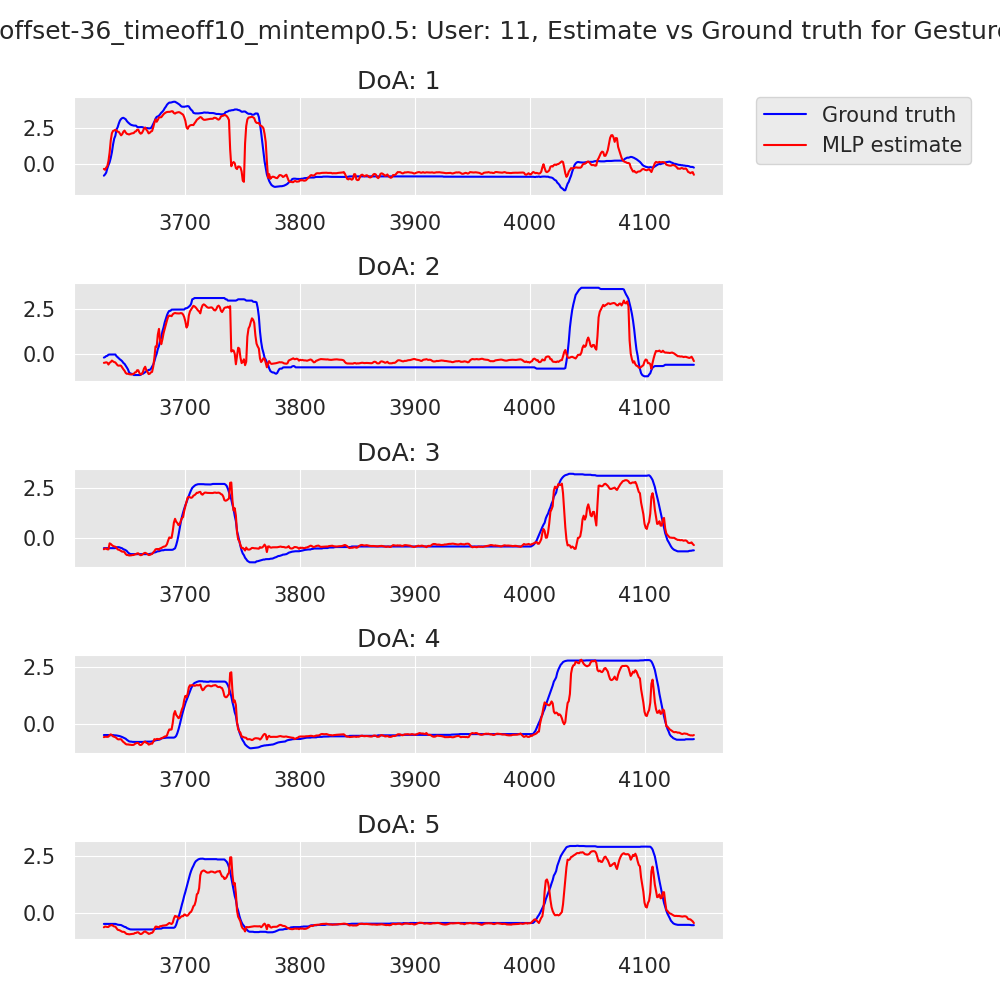 offset-36_timeoff10_mintemp0.5: User: 11, Estimate vs Ground truth for Gesture
DoA: 1
Ground truth
MLP estimate
2.5
0.0
3700 3800 3900 4000 4100
DoA: 2
2.5
0.0
3700 3800 3900 4000 4100
DoA: 3
2.5
0.0
3700 3800 3900 4000 4100
DoA: 4
2.5
0.0
3700 3800 3900 4000 4100
DoA: 5
2.5
0.0
3700 3800 3900 4000 4100